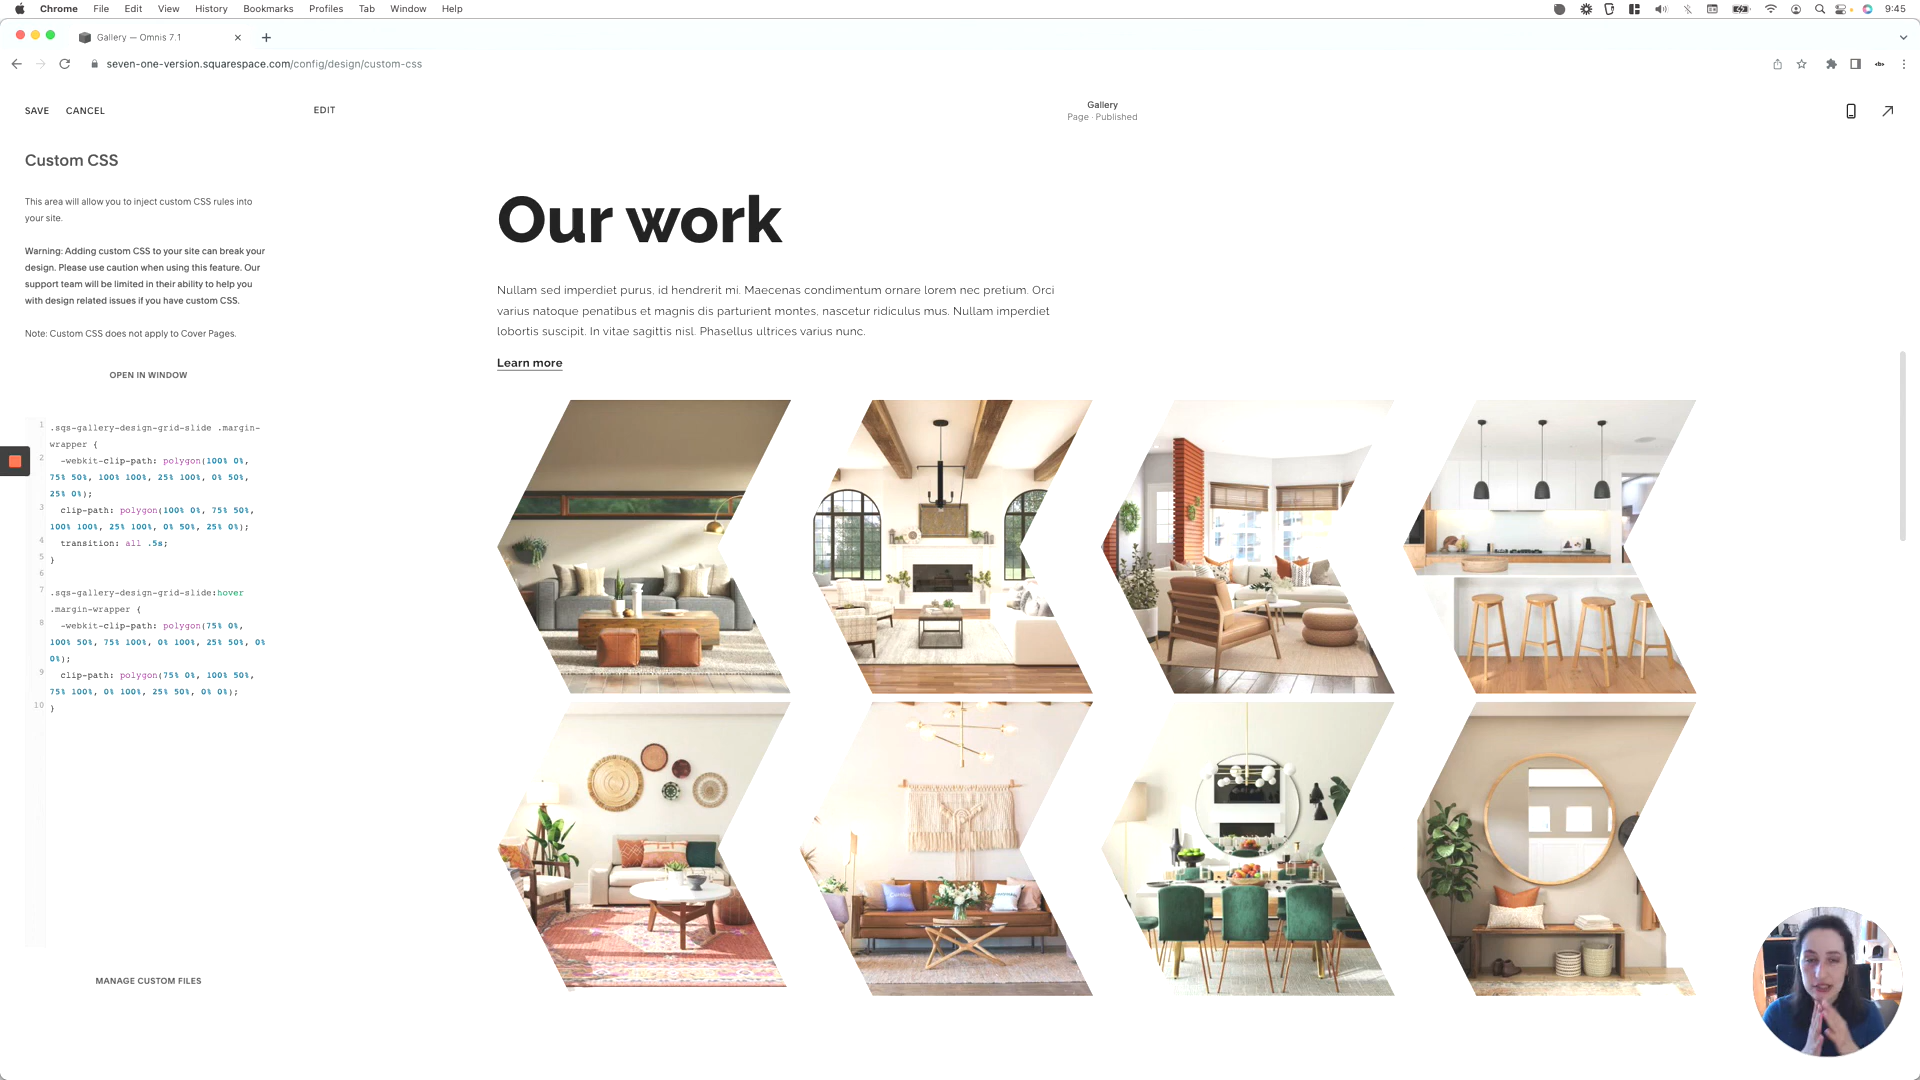 Chrome File Edit View History Bookmarks Profiles Tab Window Help 9:45
Gallery — Omnis 7.1
seven-one-version.squarespace.com/config/design/custom-css
SAVE CANCEL EDIT
Gallery
Page · Published
Custom CSS
This area will allow you to inject custom CSS rules into
your site.
Warning: Adding custom CSS to your site can break your
design. Please use caution when using this feature. Our
support team will be limited in their ability to help you
with design related issues if you have custom CSS.
Note: Custom CSS does not apply to Cover Pages.
OPEN IN WINDOW
1 .sqs-gallery-design-grid-slide .margin-
wrapper {
2 -webkit-clip-path: polygon(100% 0%,
75% 50%, 100% 100%, 25% 100%, 0% 50%,
25% 0%);
3 clip-path: polygon(100% 0%, 75% 50%,
100% 100%, 25% 100%, 0% 50%, 25% 0%);
4 transition: all .5s;
5 }
6
7 .sqs-gallery-design-grid-slide:hover
.margin-wrapper {
8 -webkit-clip-path: polygon(75% 0%,
100% 50%, 75% 100%, 0% 100%, 25% 50%, 0%
0%);
9 clip-path: polygon(75% 0%, 100% 50%,
75% 100%, 0% 100%, 25% 50%, 0% 0%);
10 }
MANAGE CUSTOM FILES
Our work
Nullam sed imperdiet purus, id hendrerit mi. Maecenas condimentum ornare lorem nec pretium. Orci
varius natoque penatibus et magnis dis parturient montes, nascetur ridiculus mus. Nullam imperdiet
lobortis suscipit. In vitae sagittis nisl. Phasellus ultrices varius nunc.
Learn more